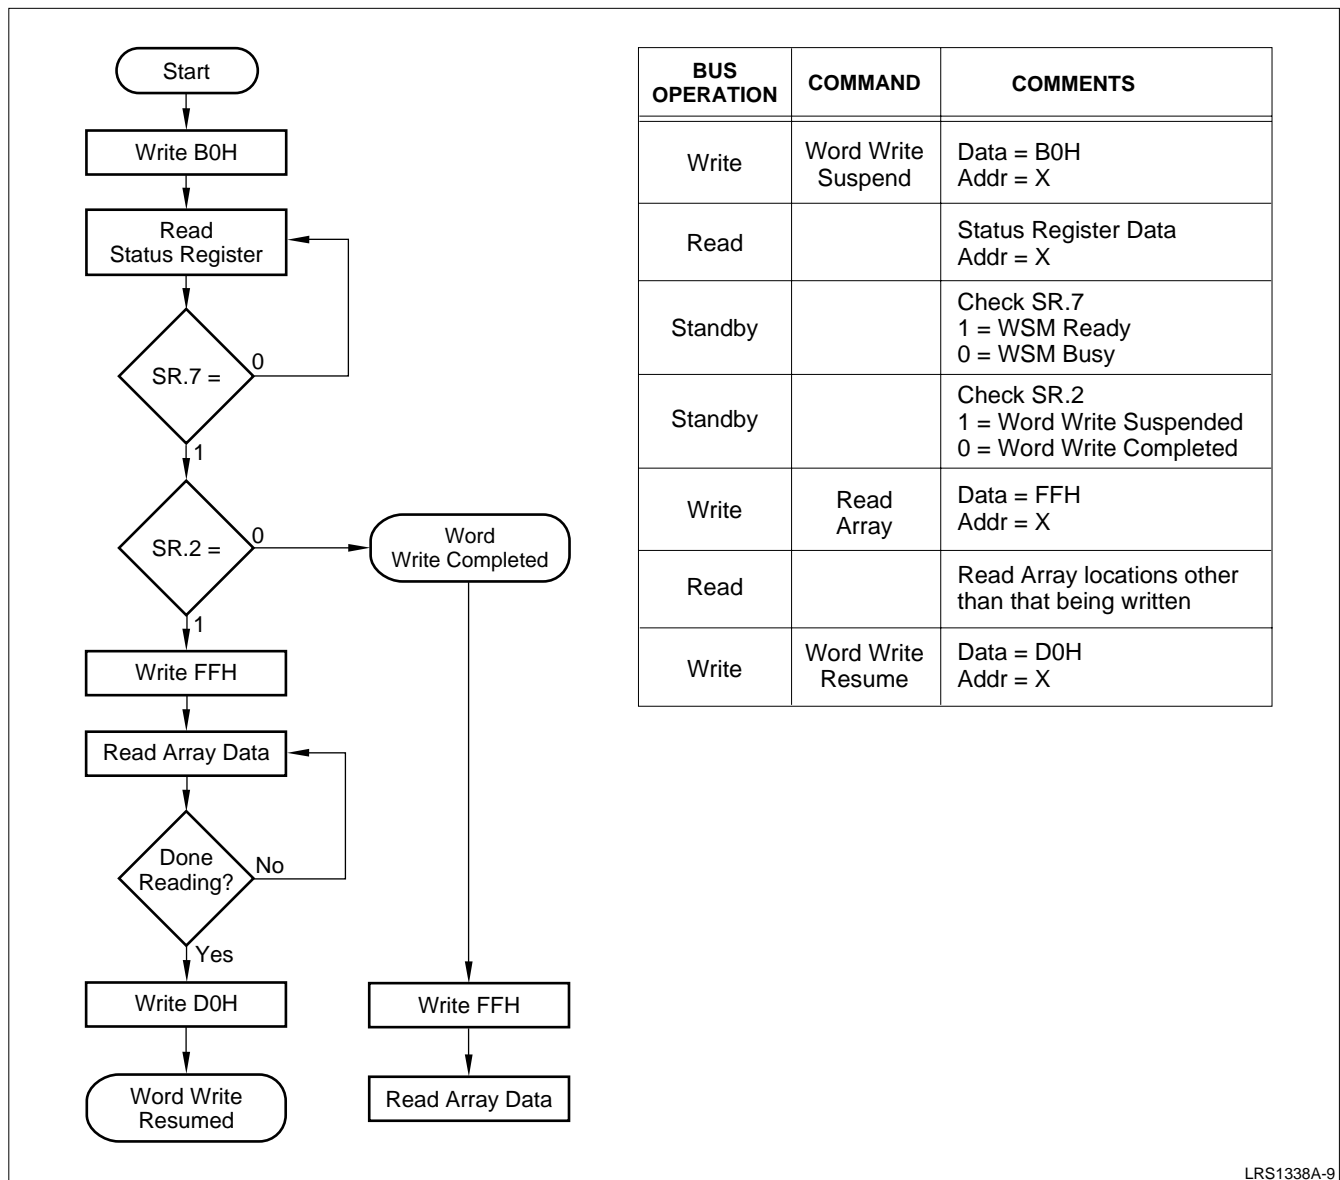 Start
Write B0H
Read
Status Register
SR.7 =
0
1
SR.2 =
0
1
Word
Write Completed
Write FFH
Read Array Data
Done
Reading?
No
Yes
Write D0H
Word Write
Resumed
Write FFH
Read Array Data
BUS
OPERATION
COMMAND
COMMENTS
Write
Word Write
Suspend
Data = B0H
Addr = X
Read
Status Register Data
Addr = X
Standby
Check SR.7
1 = WSM Ready
0 = WSM Busy
Standby
Check SR.2
1 = Word Write Suspended
0 = Word Write Completed
Write
Read
Array
Data = FFH
Addr = X
Read
Read Array locations other
than that being written
Write
Word Write
Resume
Data = D0H
Addr = X
LRS1338A-9